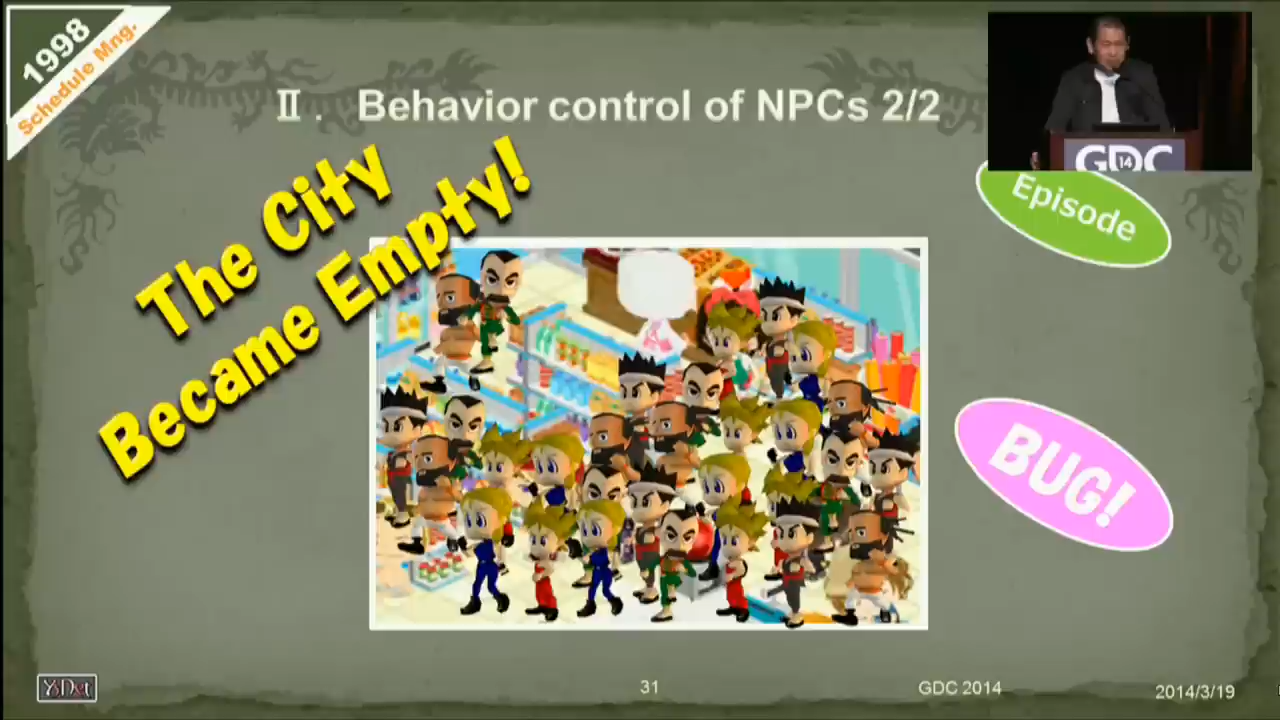 1998
Schedule Mng.
Ⅱ. Behavior control of NPCs 2/2
The City
Became Empty!
GDC
14
Episode
BUG!
YsNet
31
GDC 2014
2014/3/19